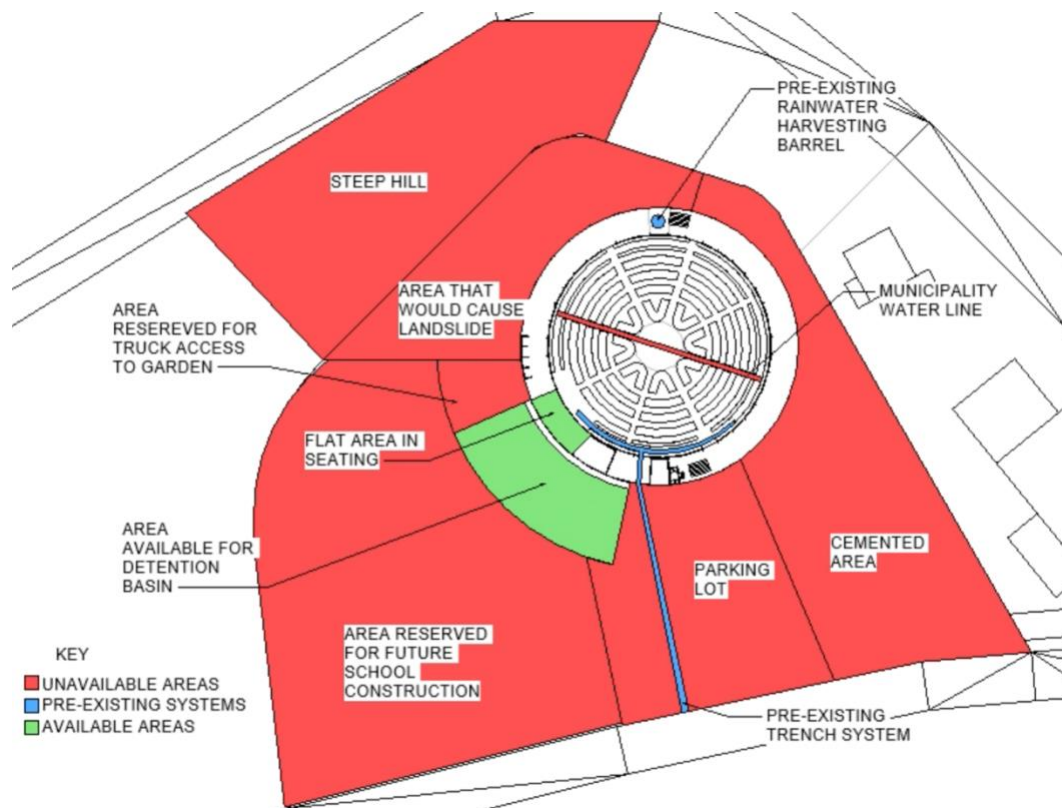 PRE-EXISTING
RAINWATER
HARVESTING
BARREL
STEEP HILL
AREA THAT
WOULD CAUSE
LANDSLIDE
MUNICIPALITY
WATER LINE
AREA
RESEREVED FOR
TRUCK ACCESS
TO GARDEN
FLAT AREA IN
SEATING
AREA
AVAILABLE FOR
DETENTION
BASIN
CEMENTED
AREA
PARKING
LOT
AREA RESERVED
FOR FUTURE
SCHOOL
CONSTRUCTION
KEY
UNAVAILABLE AREAS
PRE-EXISTING SYSTEMS
AVAILABLE AREAS
PRE-EXISTING
TRENCH SYSTEM